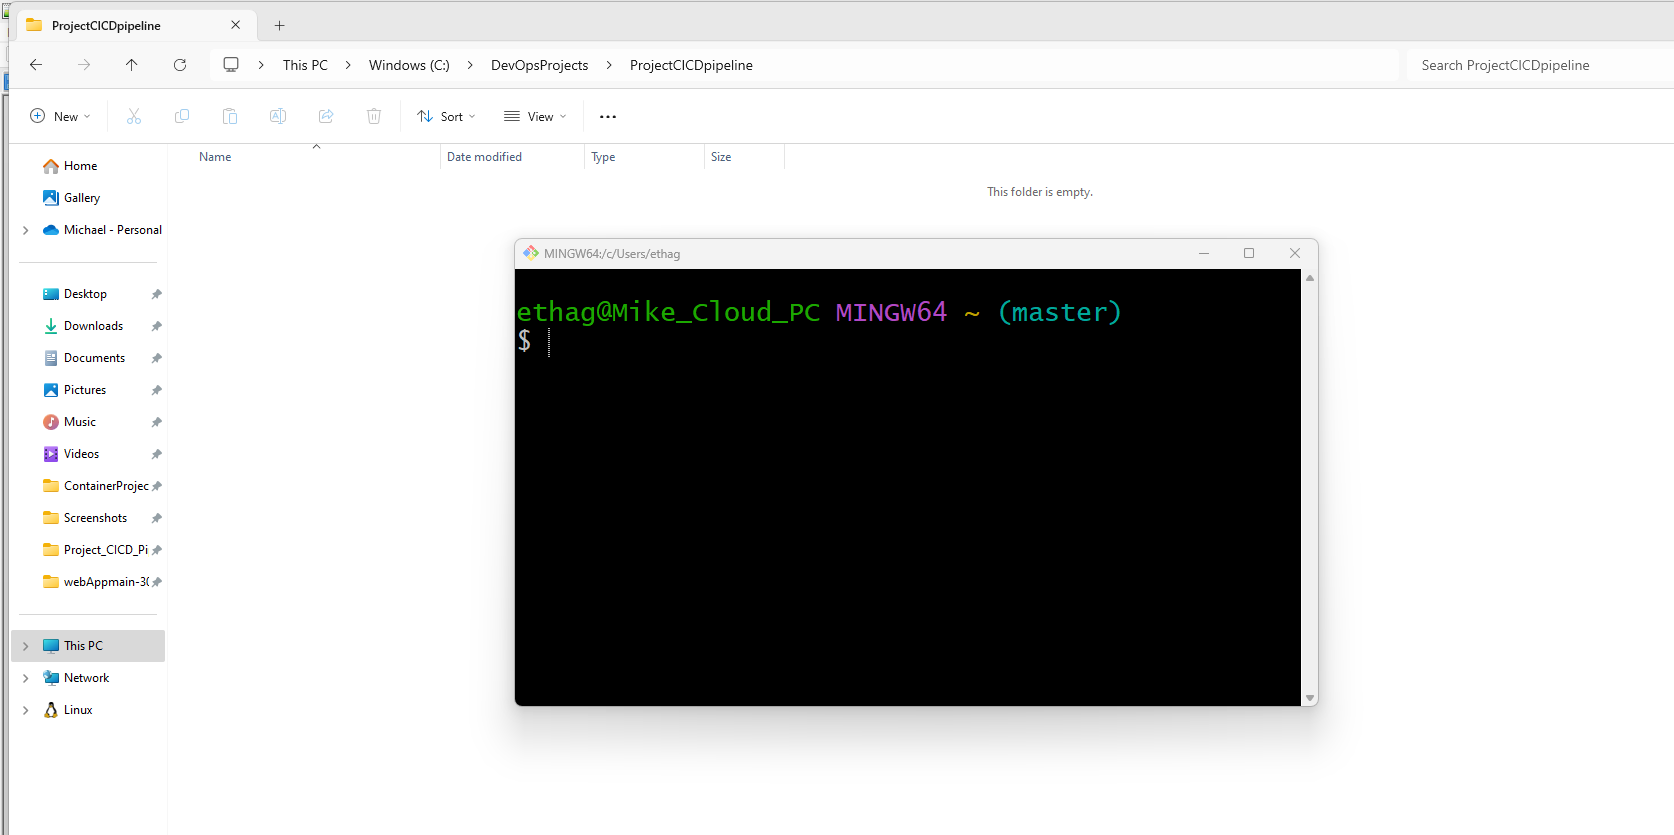 ProjectCICDpipeline
This PC > Windows (C:) > DevOpsProjects > ProjectCICDpipeline
Search ProjectCICDpipeline
New
Sort
View
Name
Date modified
Type
Size
This folder is empty.
Home
Gallery
Michael - Personal
Desktop
Downloads
Documents
Pictures
Music
Videos
ContainerProjec
Screenshots
Project_CICD_Pi
webAppmain-30
This PC
Network
Linux
MINGW64:/c/Users/ethag
ethag@Mike_Cloud_PC MINGW64 ~ (master)
$